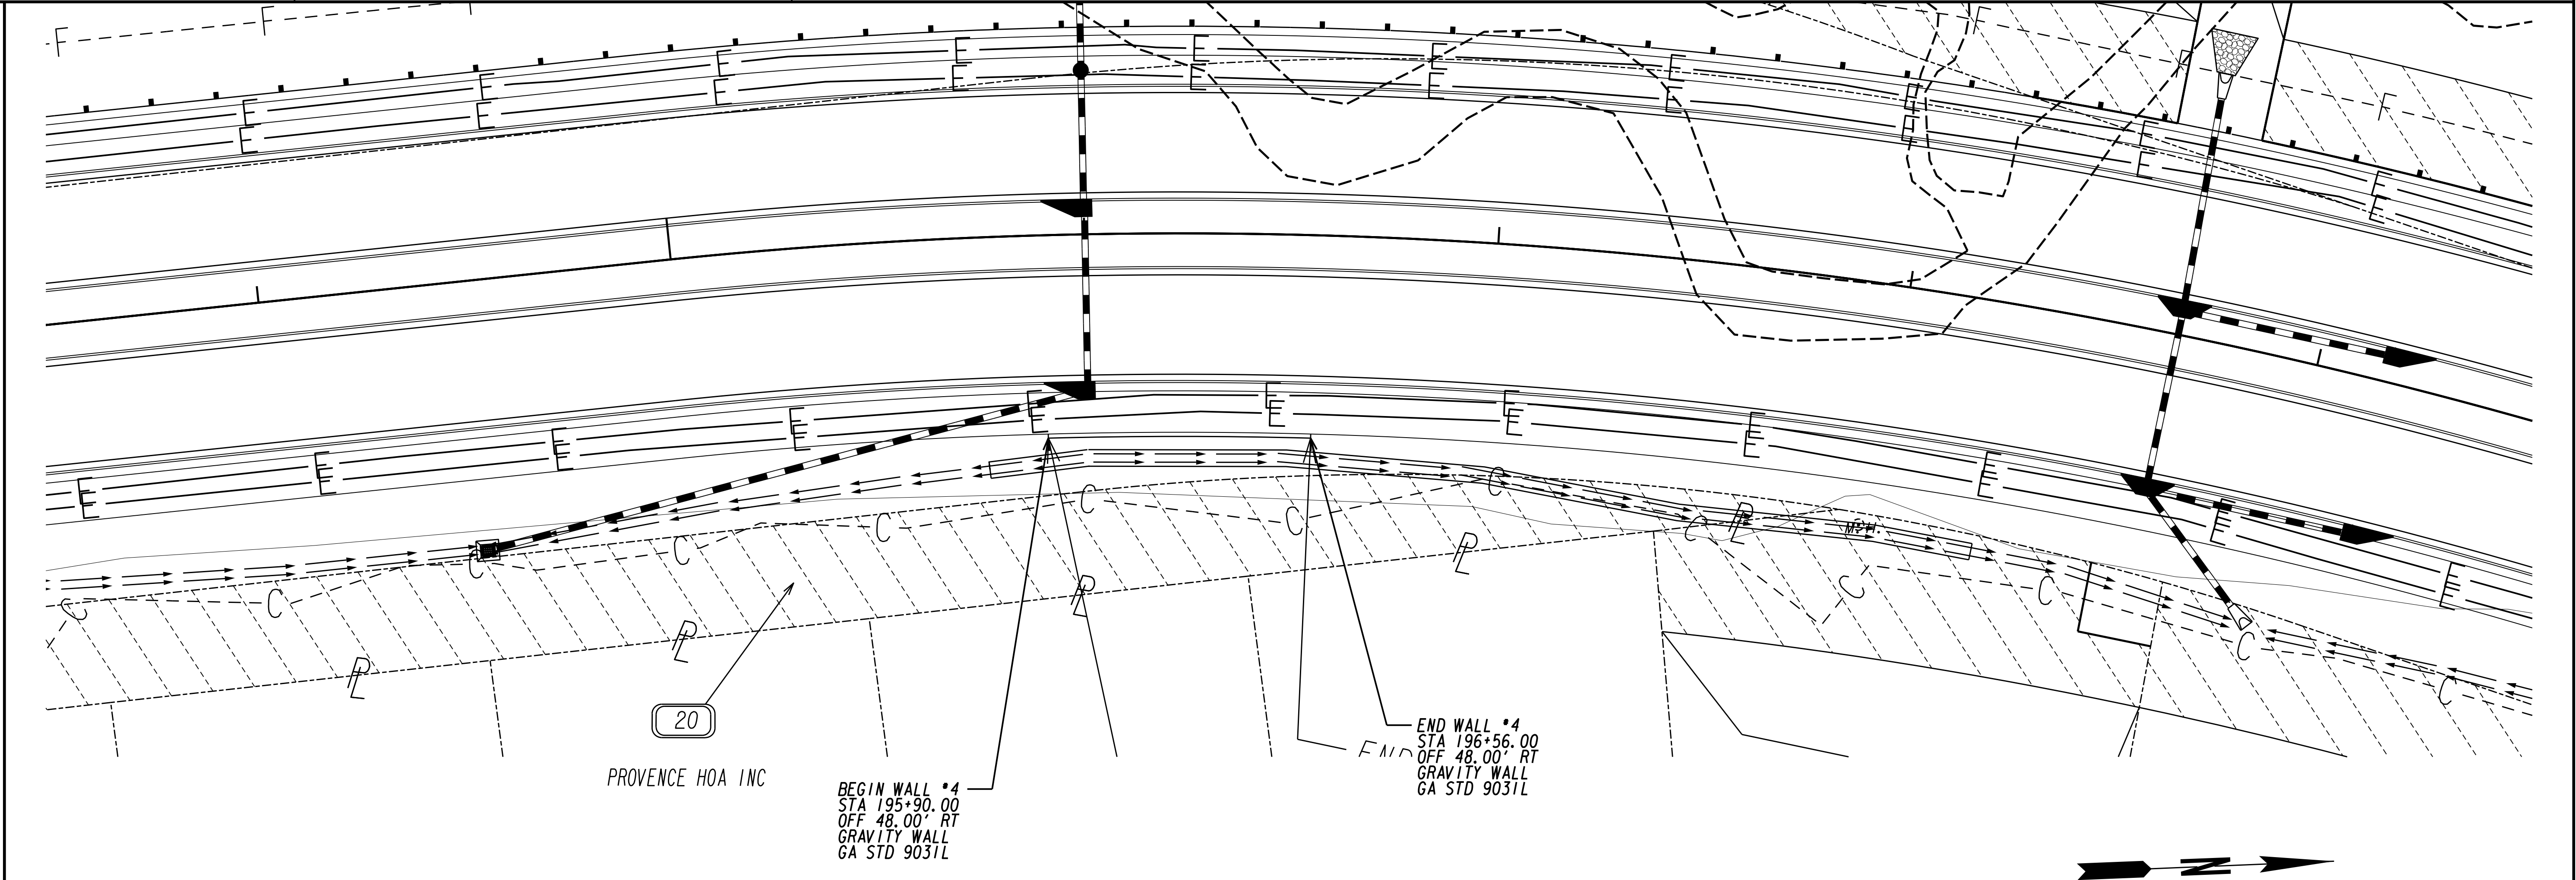 20
PROVENCE HOA INC
BEGIN WALL #4
STA 195+90.00
OFF 48.00' RT
GRAVITY WALL
GA STD 9031L
END WALL #4
STA 196+56.00
OFF 48.00' RT
GRAVITY WALL
GA STD 9031L
N